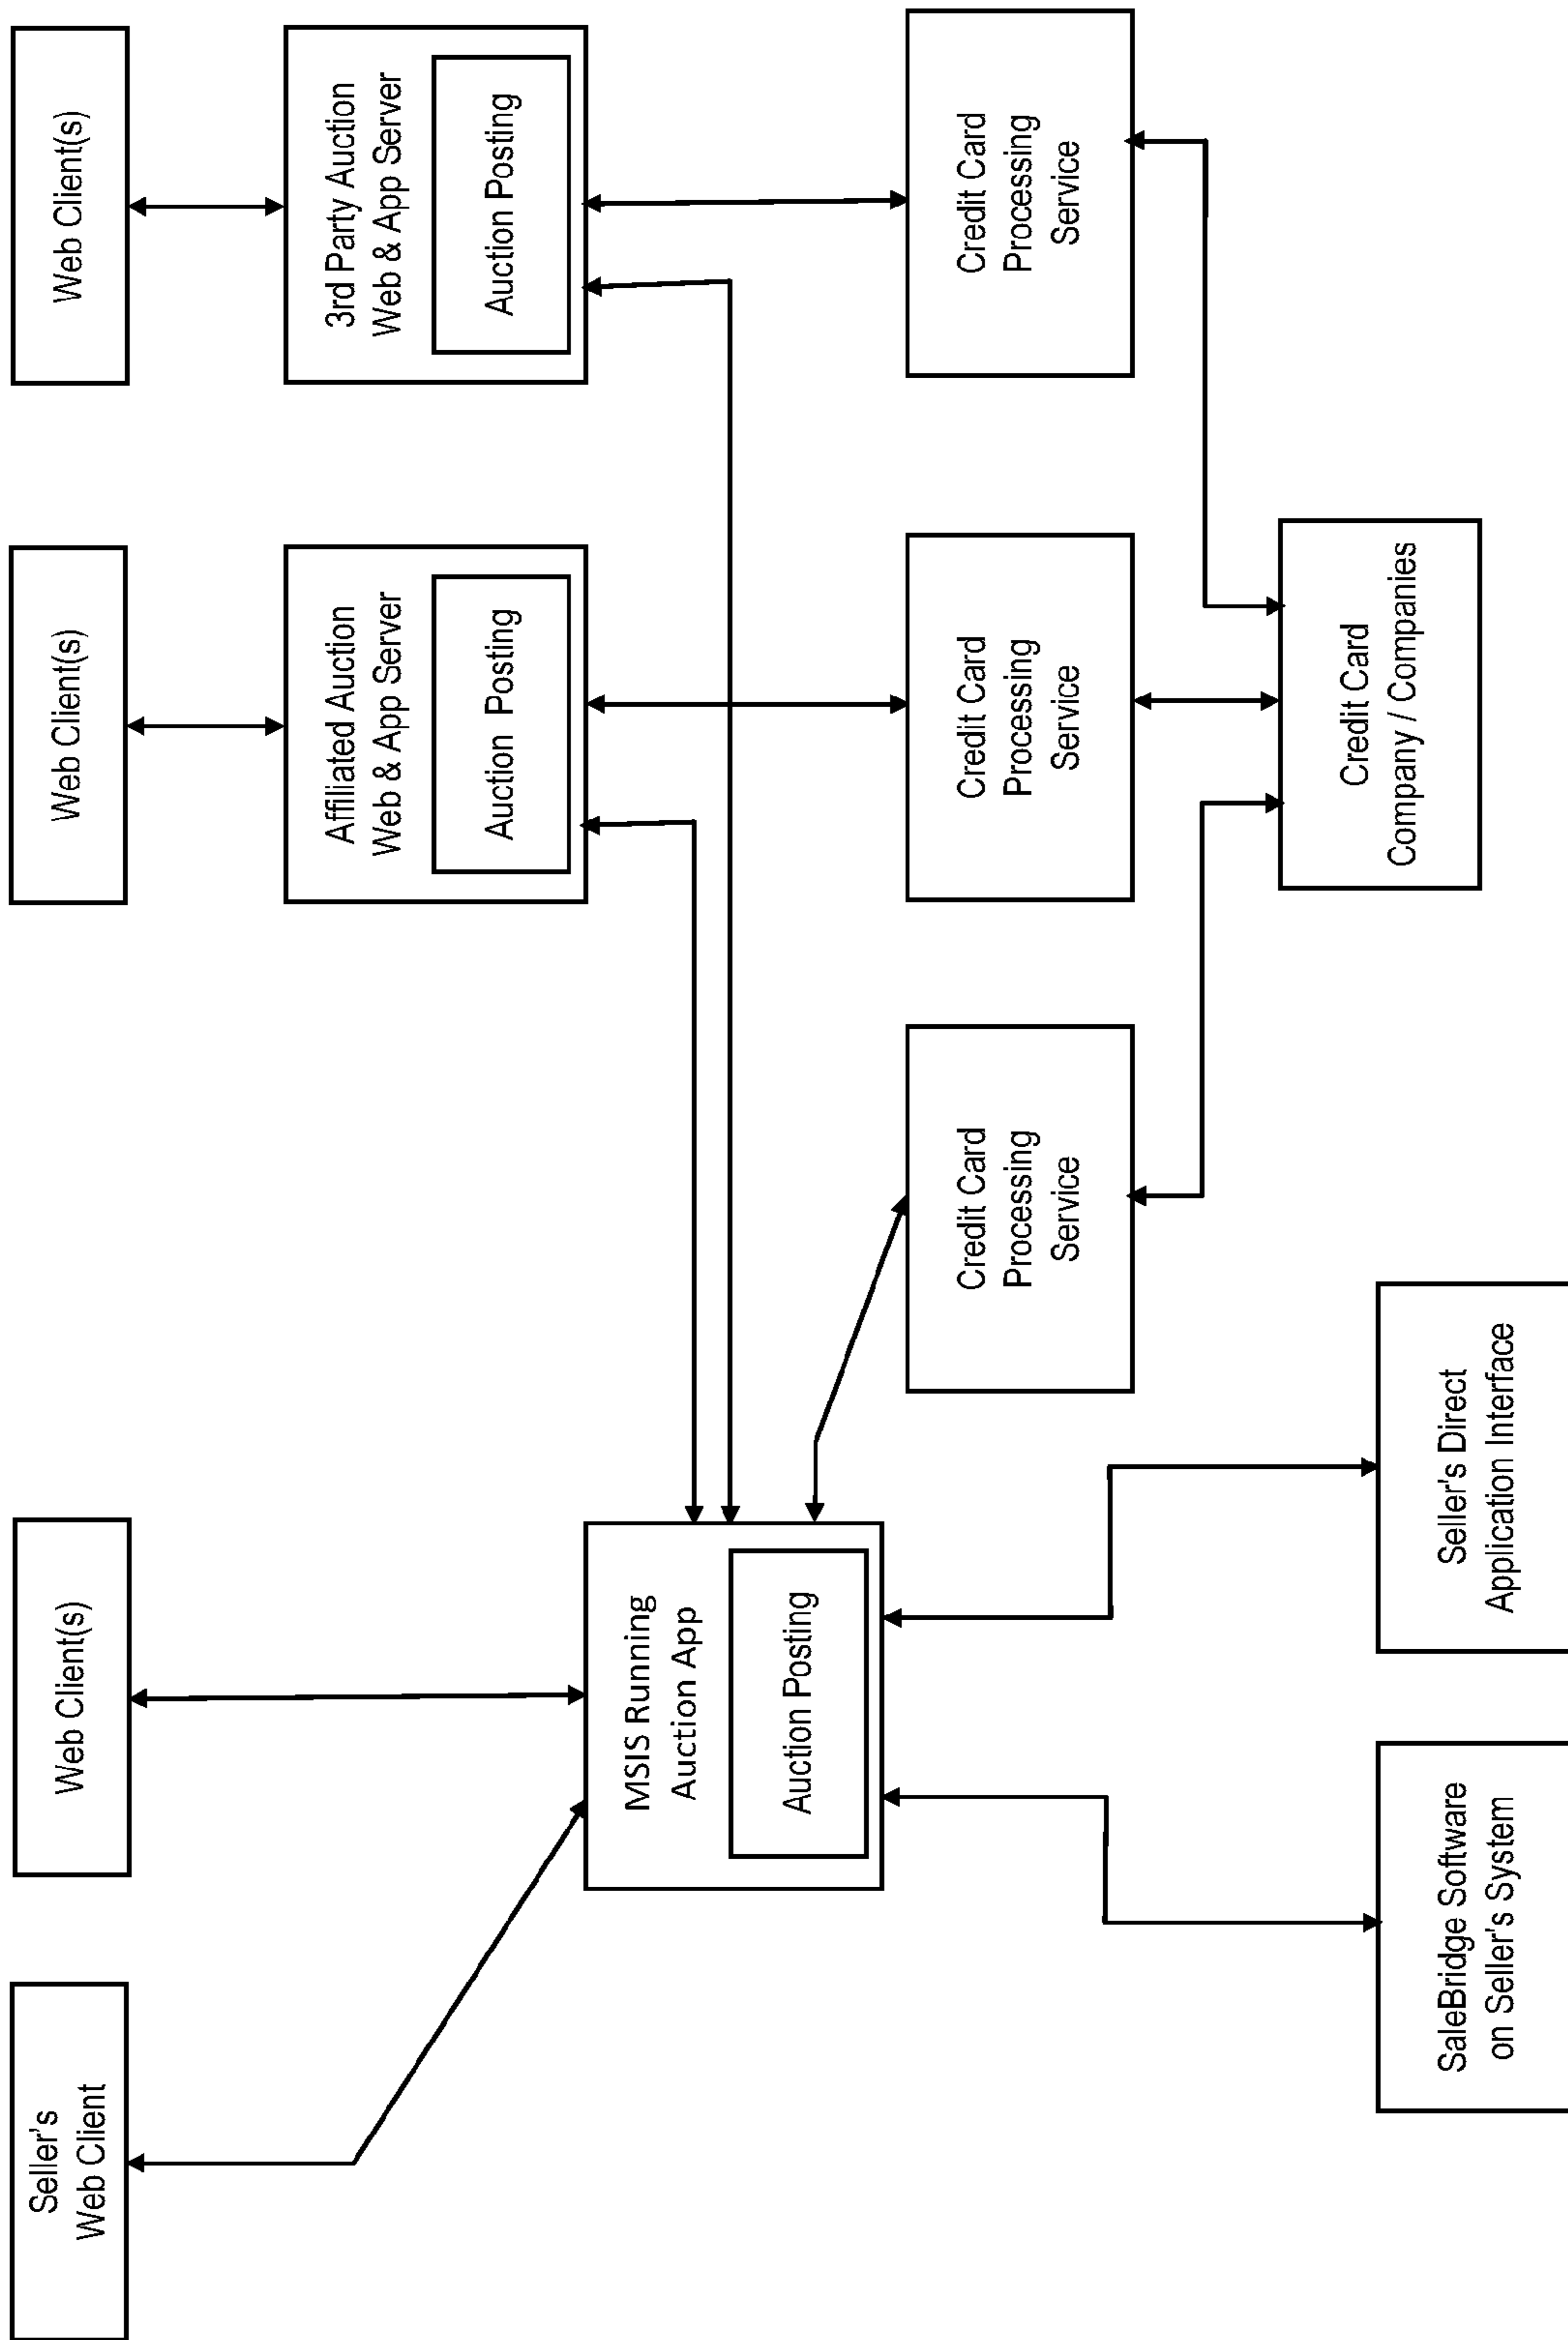 Seller's
Web Client
Web Client(s)
Web Client(s)
Web Client(s)
Affiliated Auction
Web & App Server
Auction Posting
3rd Party Auction
Web & App Server
Auction Posting
MSIS Running
Auction App
Auction Posting
Credit Card
Processing
Service
Credit Card
Processing
Service
Credit Card
Processing
Service
Credit Card
Company / Companies
SaleBridge Software
on Seller's System
Seller's Direct
Application Interface